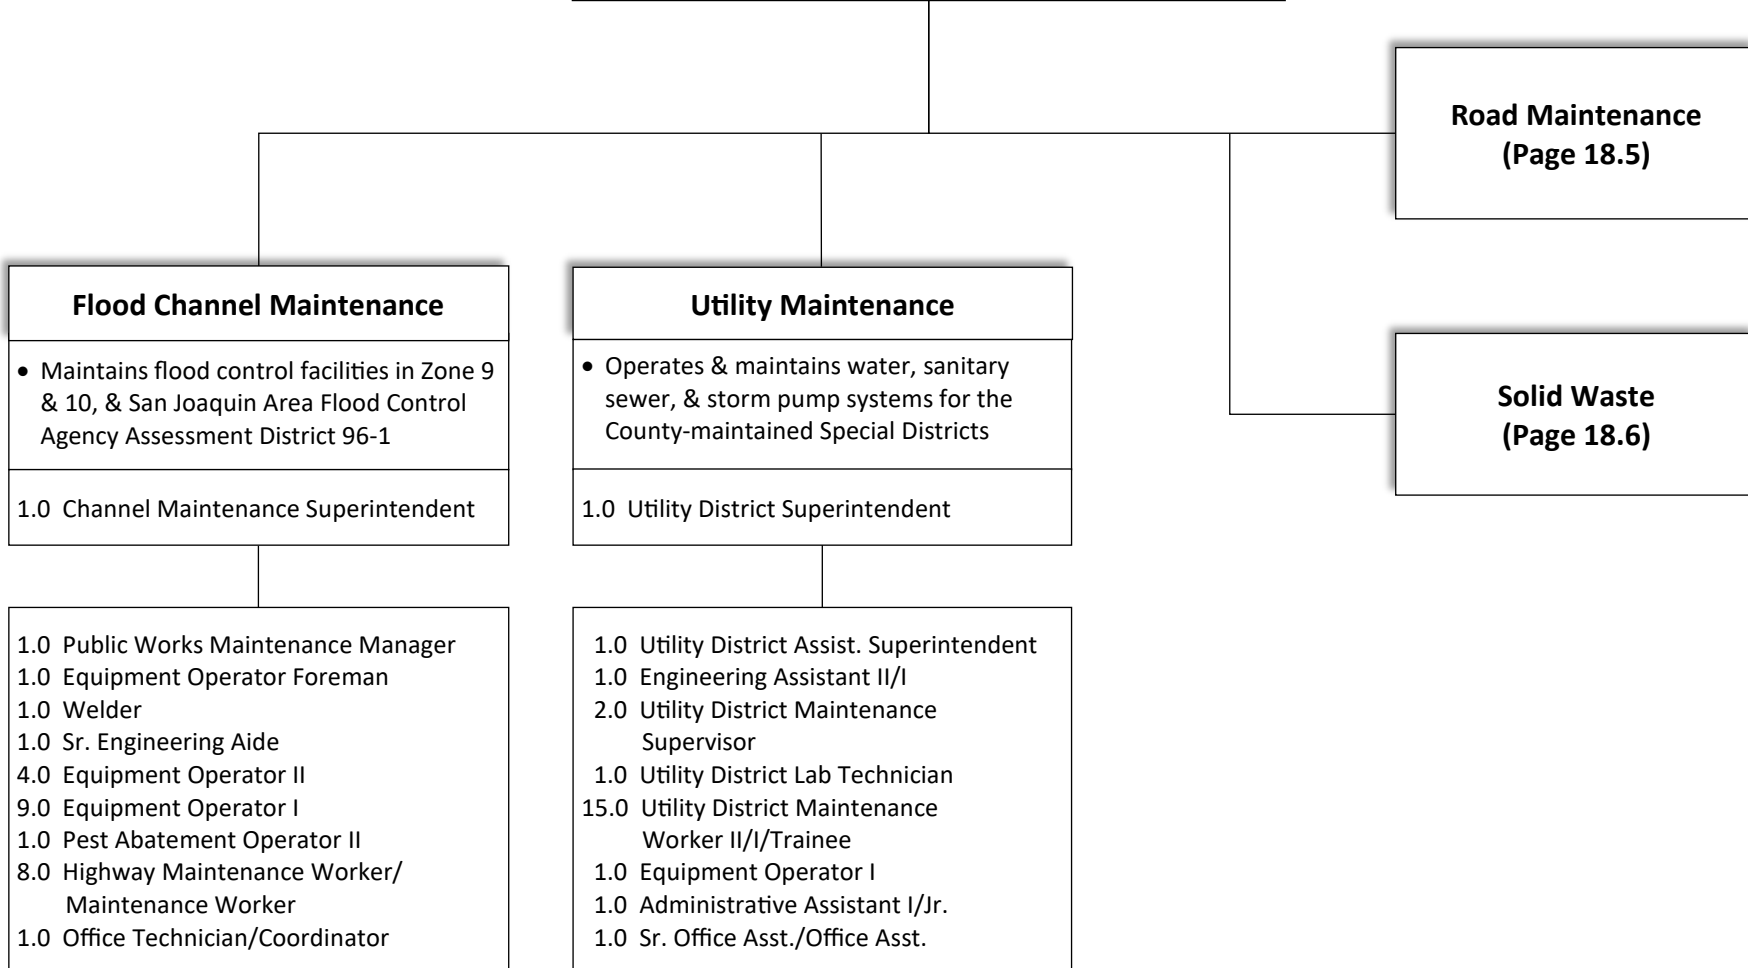 Road Maintenance
(Page 18.5)
Flood Channel Maintenance
• Maintains flood control facilities in Zone 9
& 10, & San Joaquin Area Flood Control
Agency Assessment District 96-1
1.0 Channel Maintenance Superintendent
1.0 Public Works Maintenance Manager
1.0 Equipment Operator Foreman
1.0 Welder
1.0 Sr. Engineering Aide
4.0 Equipment Operator II
9.0 Equipment Operator I
1.0 Pest Abatement Operator II
8.0 Highway Maintenance Worker/
Maintenance Worker
1.0 Office Technician/Coordinator
Utility Maintenance
• Operates & maintains water, sanitary
sewer, & storm pump systems for the
County-maintained Special Districts
1.0 Utility District Superintendent
1.0 Utility District Assist. Superintendent
1.0 Engineering Assistant II/I
2.0 Utility District Maintenance
Supervisor
1.0 Utility District Lab Technician
15.0 Utility District Maintenance
Worker II/I/Trainee
1.0 Equipment Operator I
1.0 Administrative Assistant I/Jr.
1.0 Sr. Office Asst./Office Asst.
Solid Waste
(Page 18.6)